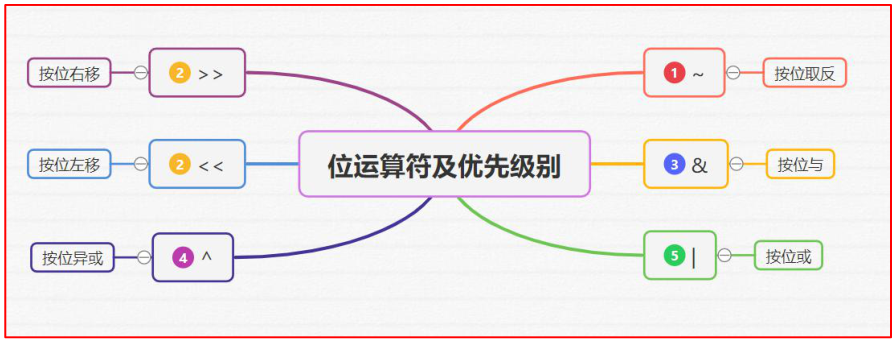 位运算符及优先级别
1 ~
按位取反
3 &
按位与
5 |
按位或
2 >>
按位右移
2 <<
按位左移
4 ^
按位异或